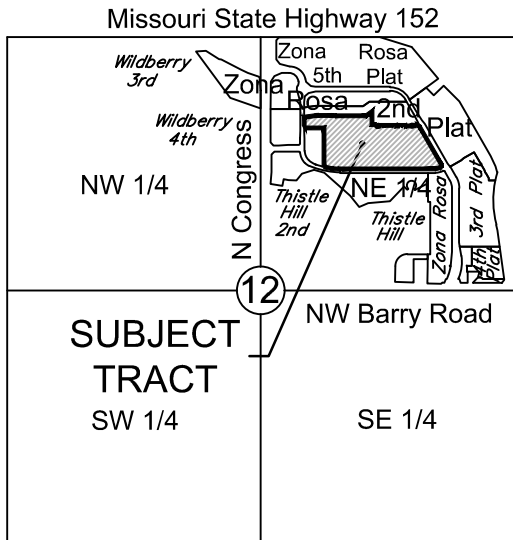 Missouri State Highway 152
Wildberry
3rd
Zona
Rosa
5th
Plat
Zona
Rosa
2nd
Plat
Wildberry
4th
NW 1/4
N Congress
NE 1/4
Thistle
Hill
2nd
Thistle
Hill
Zona Rosa
3rd Plat
4th
Plat
12
NW Barry Road
SUBJECT
TRACT
SW 1/4
SE 1/4